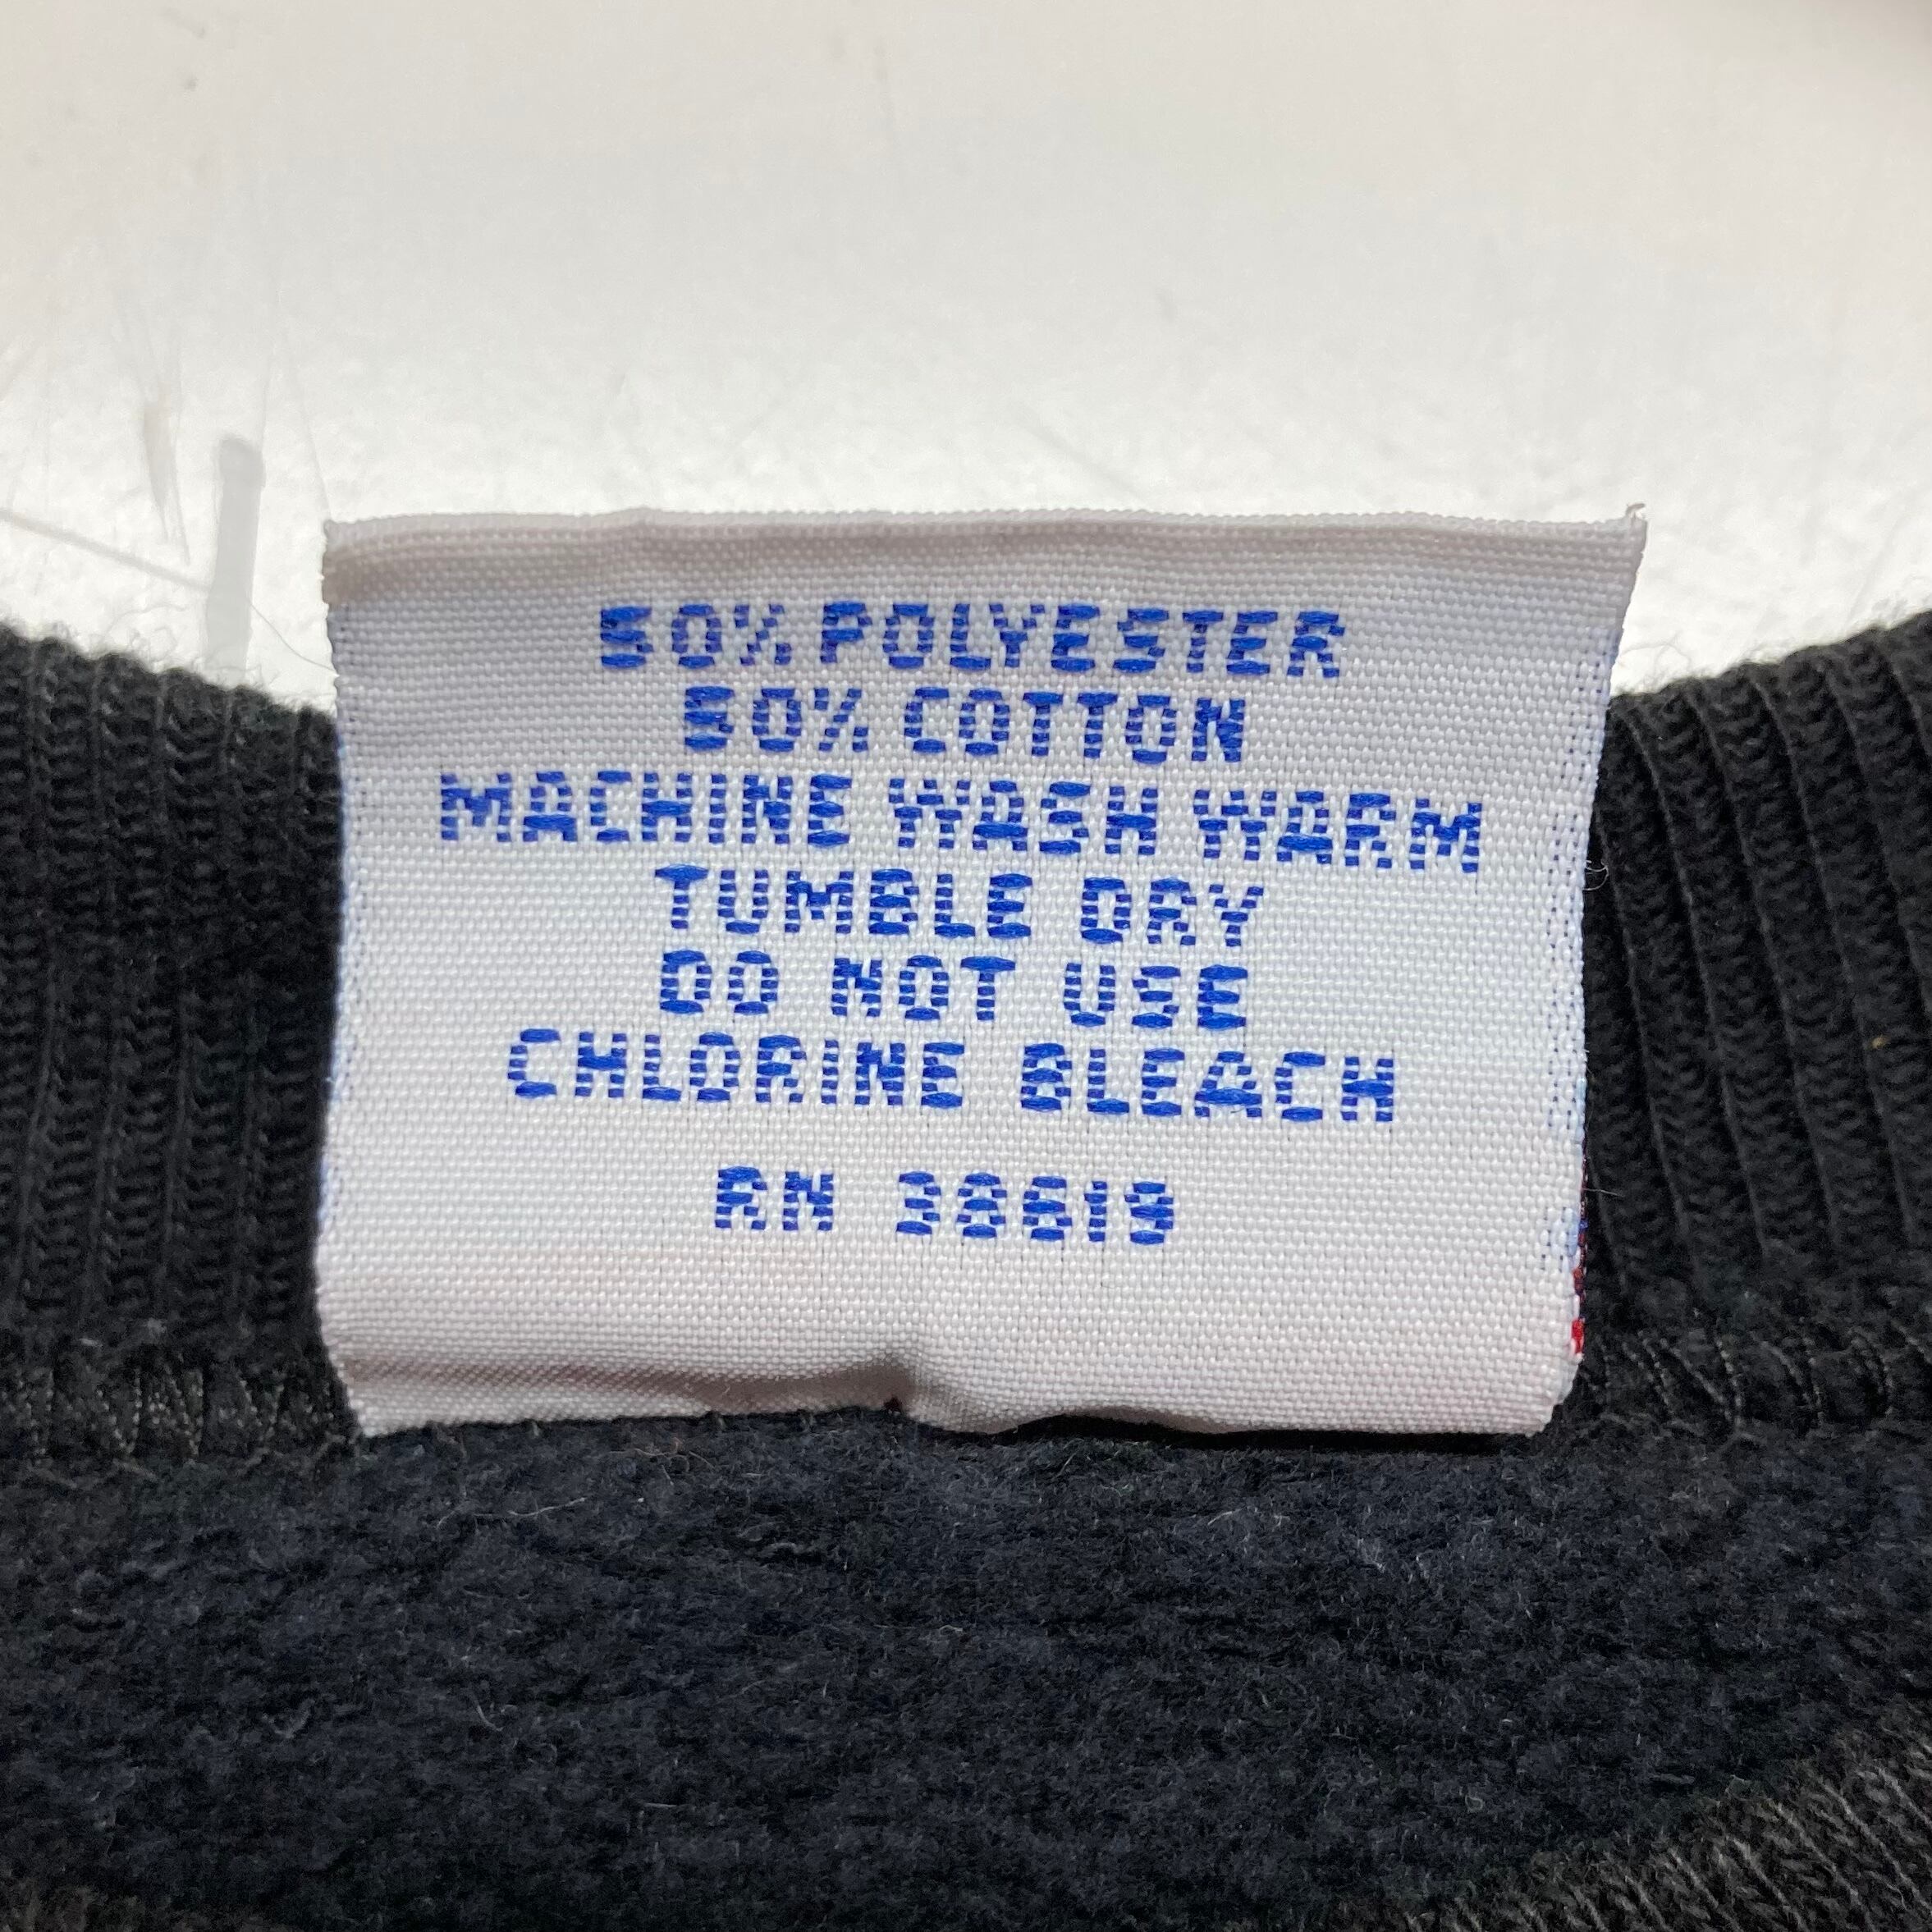 50% POLYESTER
50% COTTON
MACHINE WASH WARM
TUMBLE DRY
DO NOT USE
CHLORINE BLEACH
RN 38619